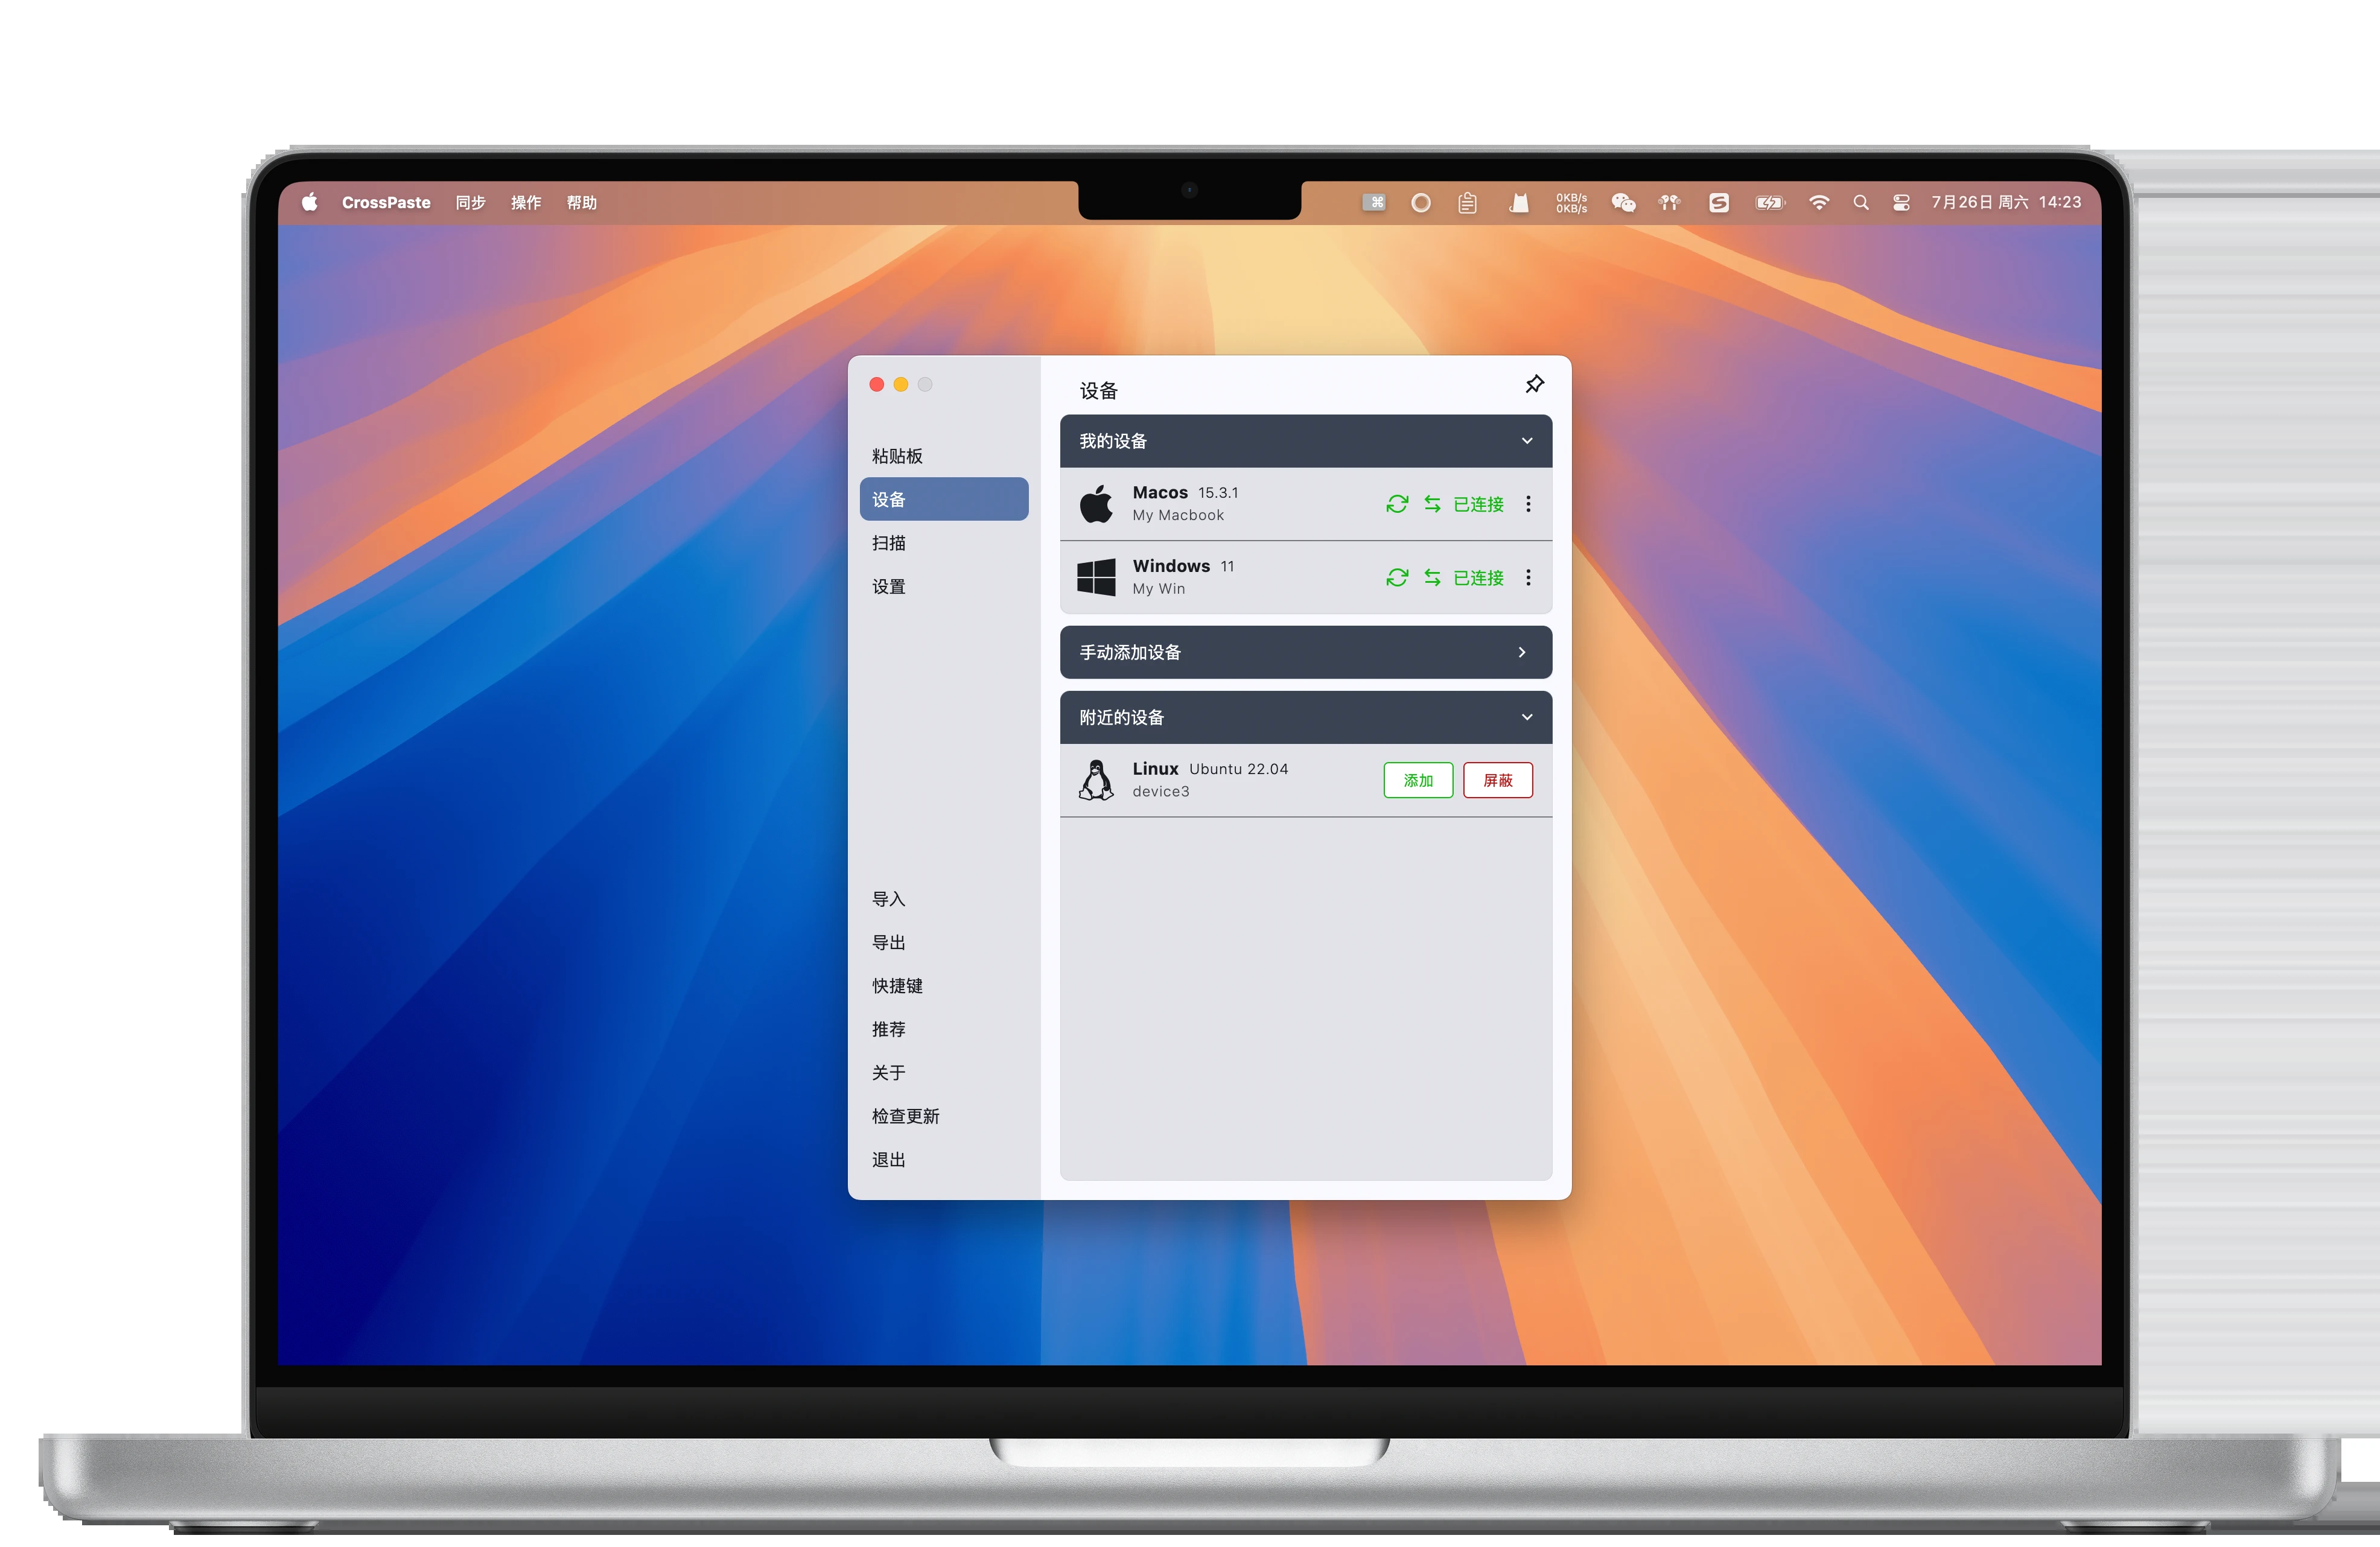 CrossPaste 同步 操作 帮助 0KB/s 7月26日 周六 14:23
0KB/s
设备
粘贴板
设备
扫描
设置
导入
导出
快捷键
推荐
关于
检查更新
退出
我的设备
Macos 15.3.1
My Macbook
已连接
Windows 11
My Win
已连接
手动添加设备
附近的设备
Linux Ubuntu 22.04
device3
添加 屏蔽